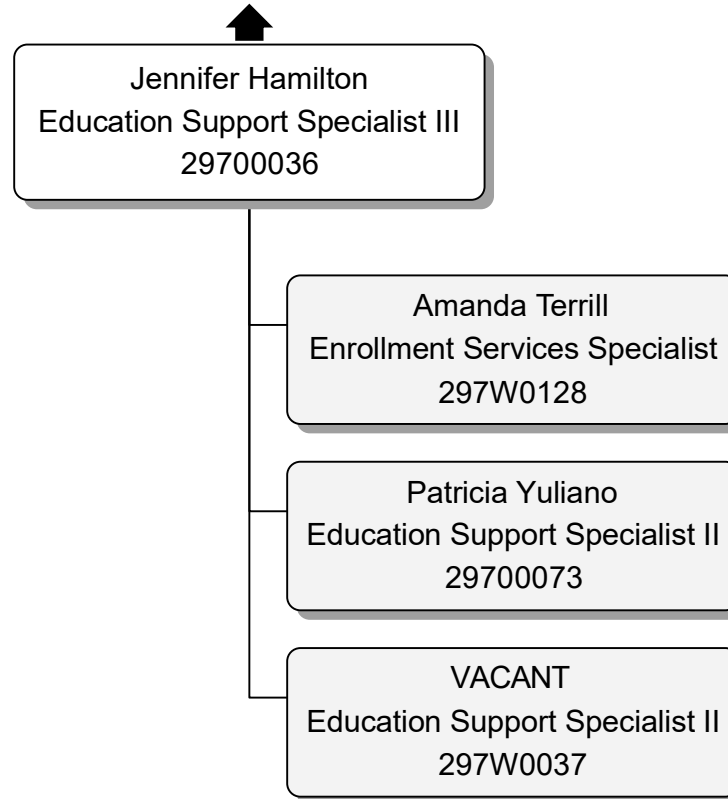 Jennifer Hamilton
Education Support Specialist III
29700036
Amanda Terrill
Enrollment Services Specialist
297W0128
Patricia Yuliano
Education Support Specialist II
29700073
VACANT
Education Support Specialist II
297W0037